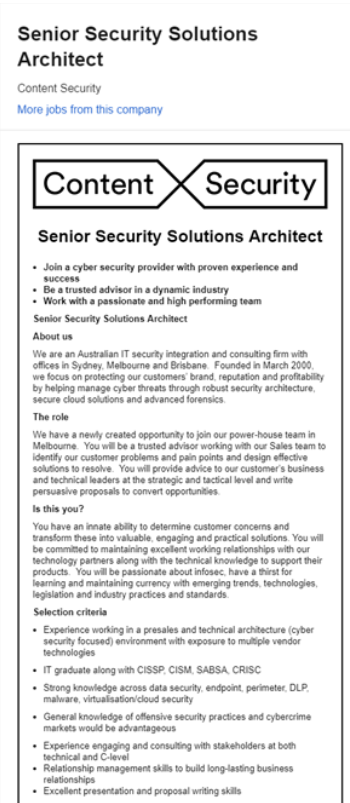 Senior Security Solutions
Architect
Content Security
More jobs from this company
Content Security
Senior Security Solutions Architect
• Join a cyber security provider with proven experience and
success
• Be a trusted advisor in a dynamic industry
• Work with a passionate and high performing team
Senior Security Solutions Architect
About us
We are an Australian IT security integration and consulting firm with
offices in Sydney, Melbourne and Brisbane. Founded in March 2000,
we focus on protecting our customers' brand, reputation and profitability
by helping manage cyber threats through robust security architecture,
secure cloud solutions and advanced forensics.
The role
We have a newly created opportunity to join our power-house team in
Melbourne. You will be a trusted advisor working with our Sales team to
identify our customer problems and pain points and design effective
solutions to resolve. You will provide advice to our customer's business
and technical leaders at the strategic and tactical level and write
persuasive proposals to convert opportunities.
Is this you?
You have an innate ability to determine customer concerns and
transform these into valuable, engaging and practical solutions. You will
be committed to maintaining excellent working relationships with our
technology partners along with the technical knowledge to support their
products. You will be passionate about infosec, have a thirst for
learning and maintaining currency with emerging trends, technologies,
legislation and industry practices and standards.
Selection criteria
• Experience working in a presales and technical architecture (cyber
security focused) environment with exposure to multiple vendor
technologies
• IT graduate along with CISSP, CISM, SABSA, CRISC
• Strong knowledge across data security, endpoint, perimeter, DLP,
malware, virtualisation/cloud security
• General knowledge of offensive security practices and cybercrime
markets would be advantageous
• Experience engaging and consulting with stakeholders at both
technical and C-level
• Relationship management skills to build long-lasting business
relationships
• Excellent presentation and proposal writing skills